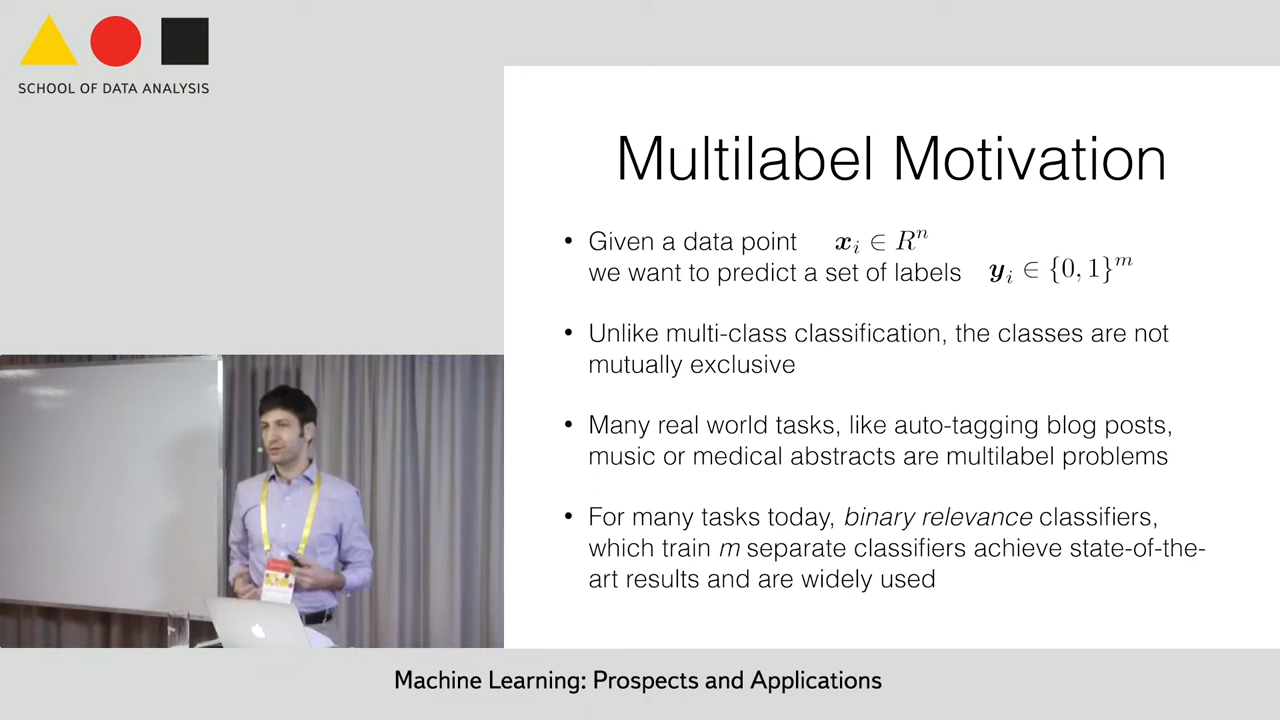 SCHOOL OF DATA ANALYSIS
Multilabel Motivation
• Given a data point 𝒙ᵢ ∈ Rⁿ
we want to predict a set of labels 𝒚ᵢ ∈ {0, 1}ᵐ
• Unlike multi-class classification, the classes are not
mutually exclusive
• Many real world tasks, like auto-tagging blog posts,
music or medical abstracts are multilabel problems
• For many tasks today, binary relevance classifiers,
which train m separate classifiers achieve state-of-the-
art results and are widely used
Machine Learning: Prospects and Applications